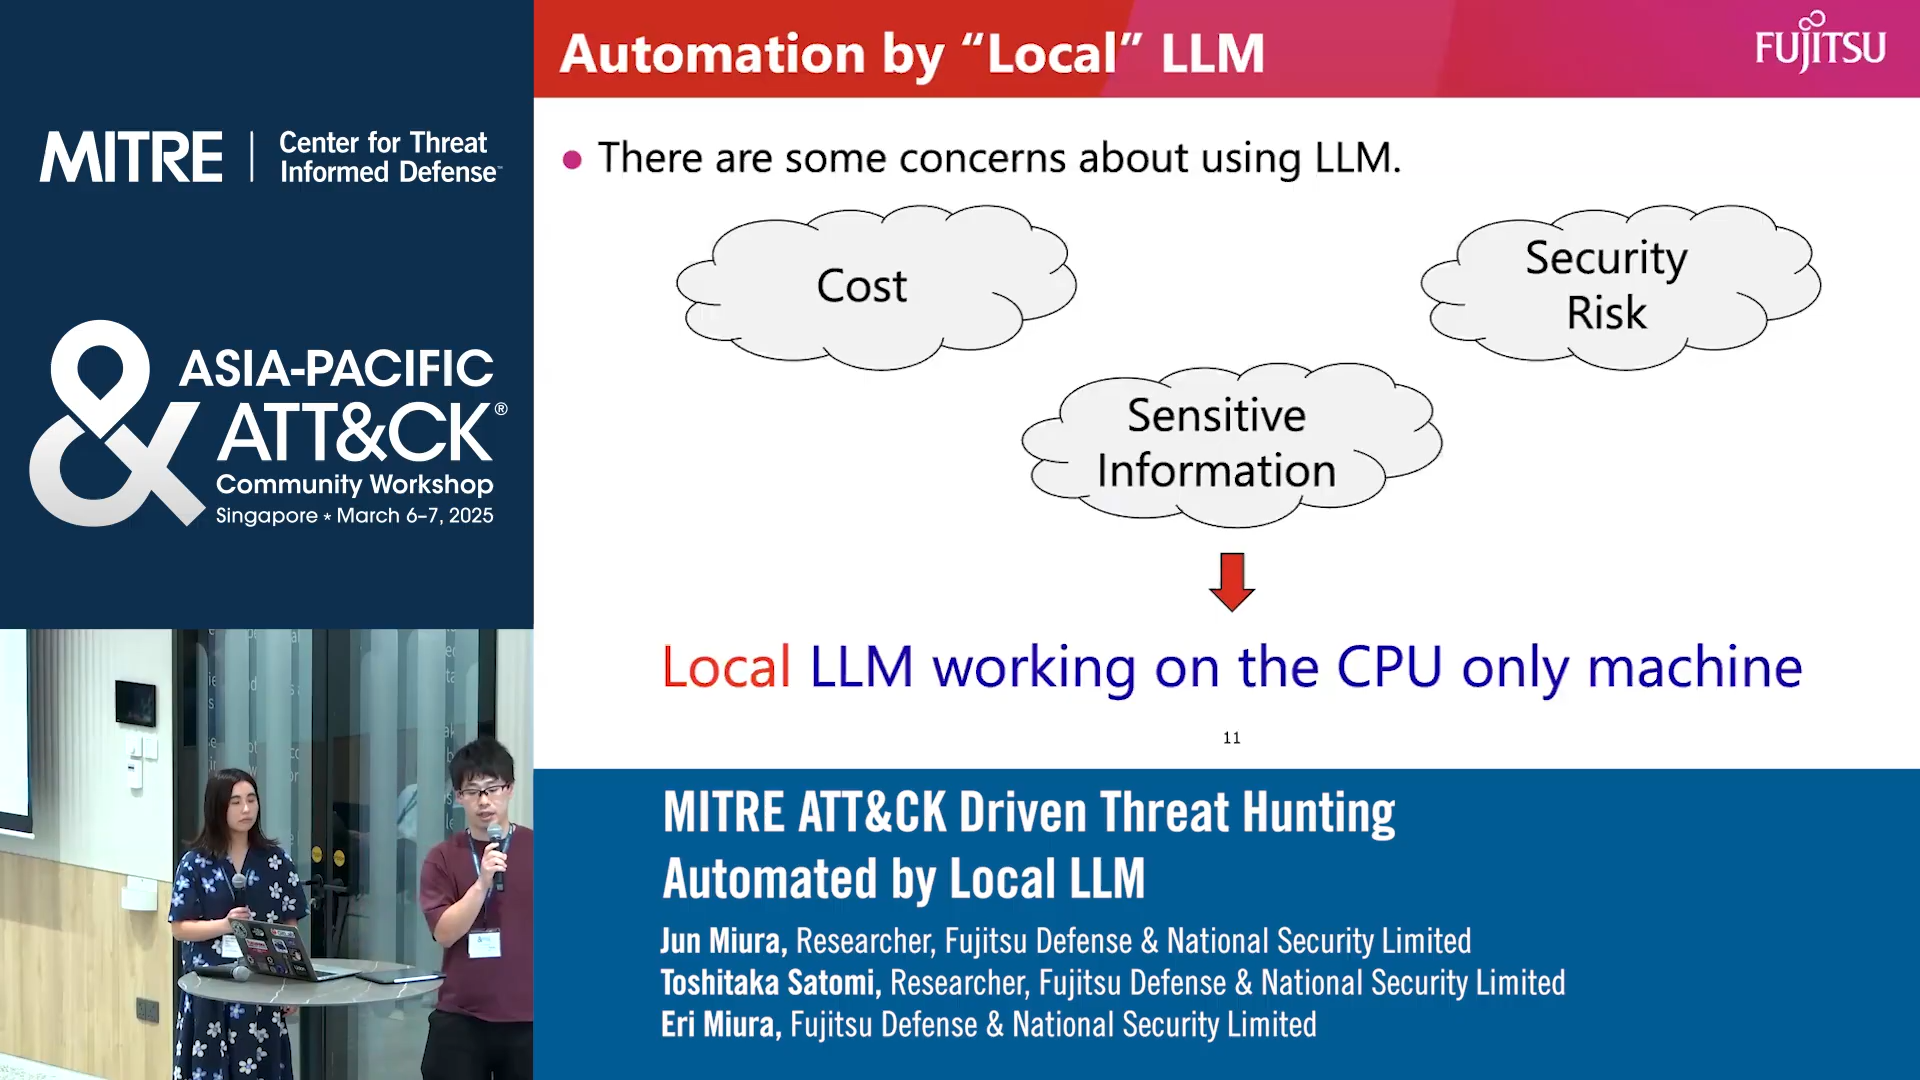 MITRE
Center for Threat
Informed Defense™
ASIA-PACIFIC
ATT&CK®
Community Workshop
Singapore ★ March 6–7, 2025
Automation by “Local” LLM
FUJITSU
● There are some concerns about using LLM.
Cost
Security
Risk
Sensitive
Information
Local LLM working on the CPU only machine
11
MITRE ATT&CK Driven Threat Hunting
Automated by Local LLM
Jun Miura, Researcher, Fujitsu Defense & National Security Limited
Toshitaka Satomi, Researcher, Fujitsu Defense & National Security Limited
Eri Miura, Fujitsu Defense & National Security Limited